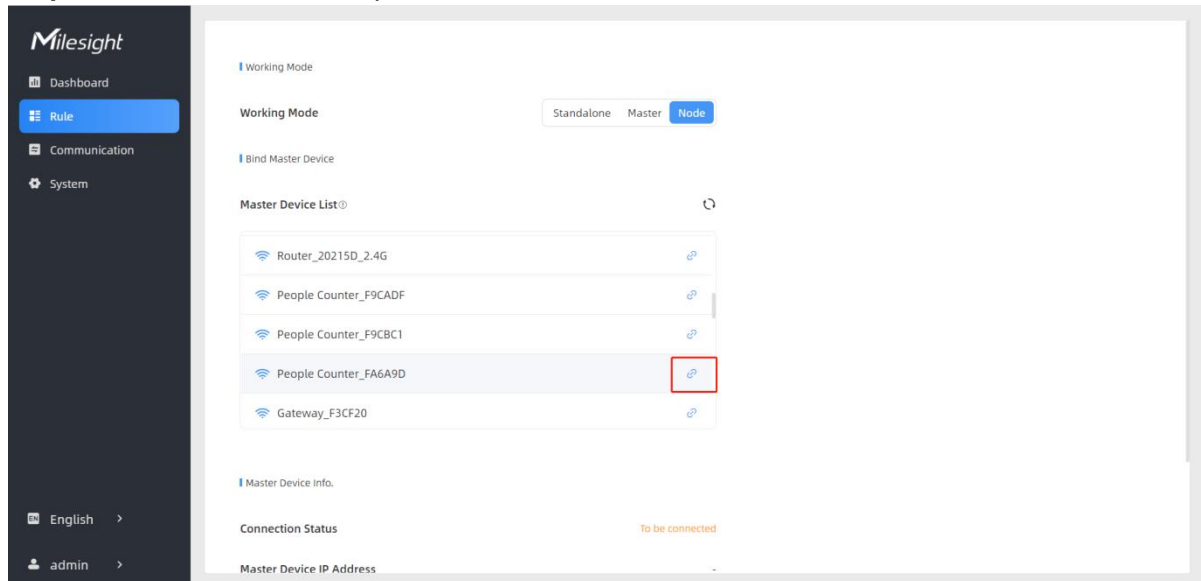 Milesight
Dashboard
Rule
Communication
System
EN English >
admin >
Working Mode
Working Mode
Standalone Master Node
Bind Master Device
Master Device List
Router_20215D_2.4G
People Counter_F9CADF
People Counter_F9CBC1
People Counter_FA6A9D
Gateway_F3CF20
Master Device Info.
Connection Status To be connected
Master Device IP Address -